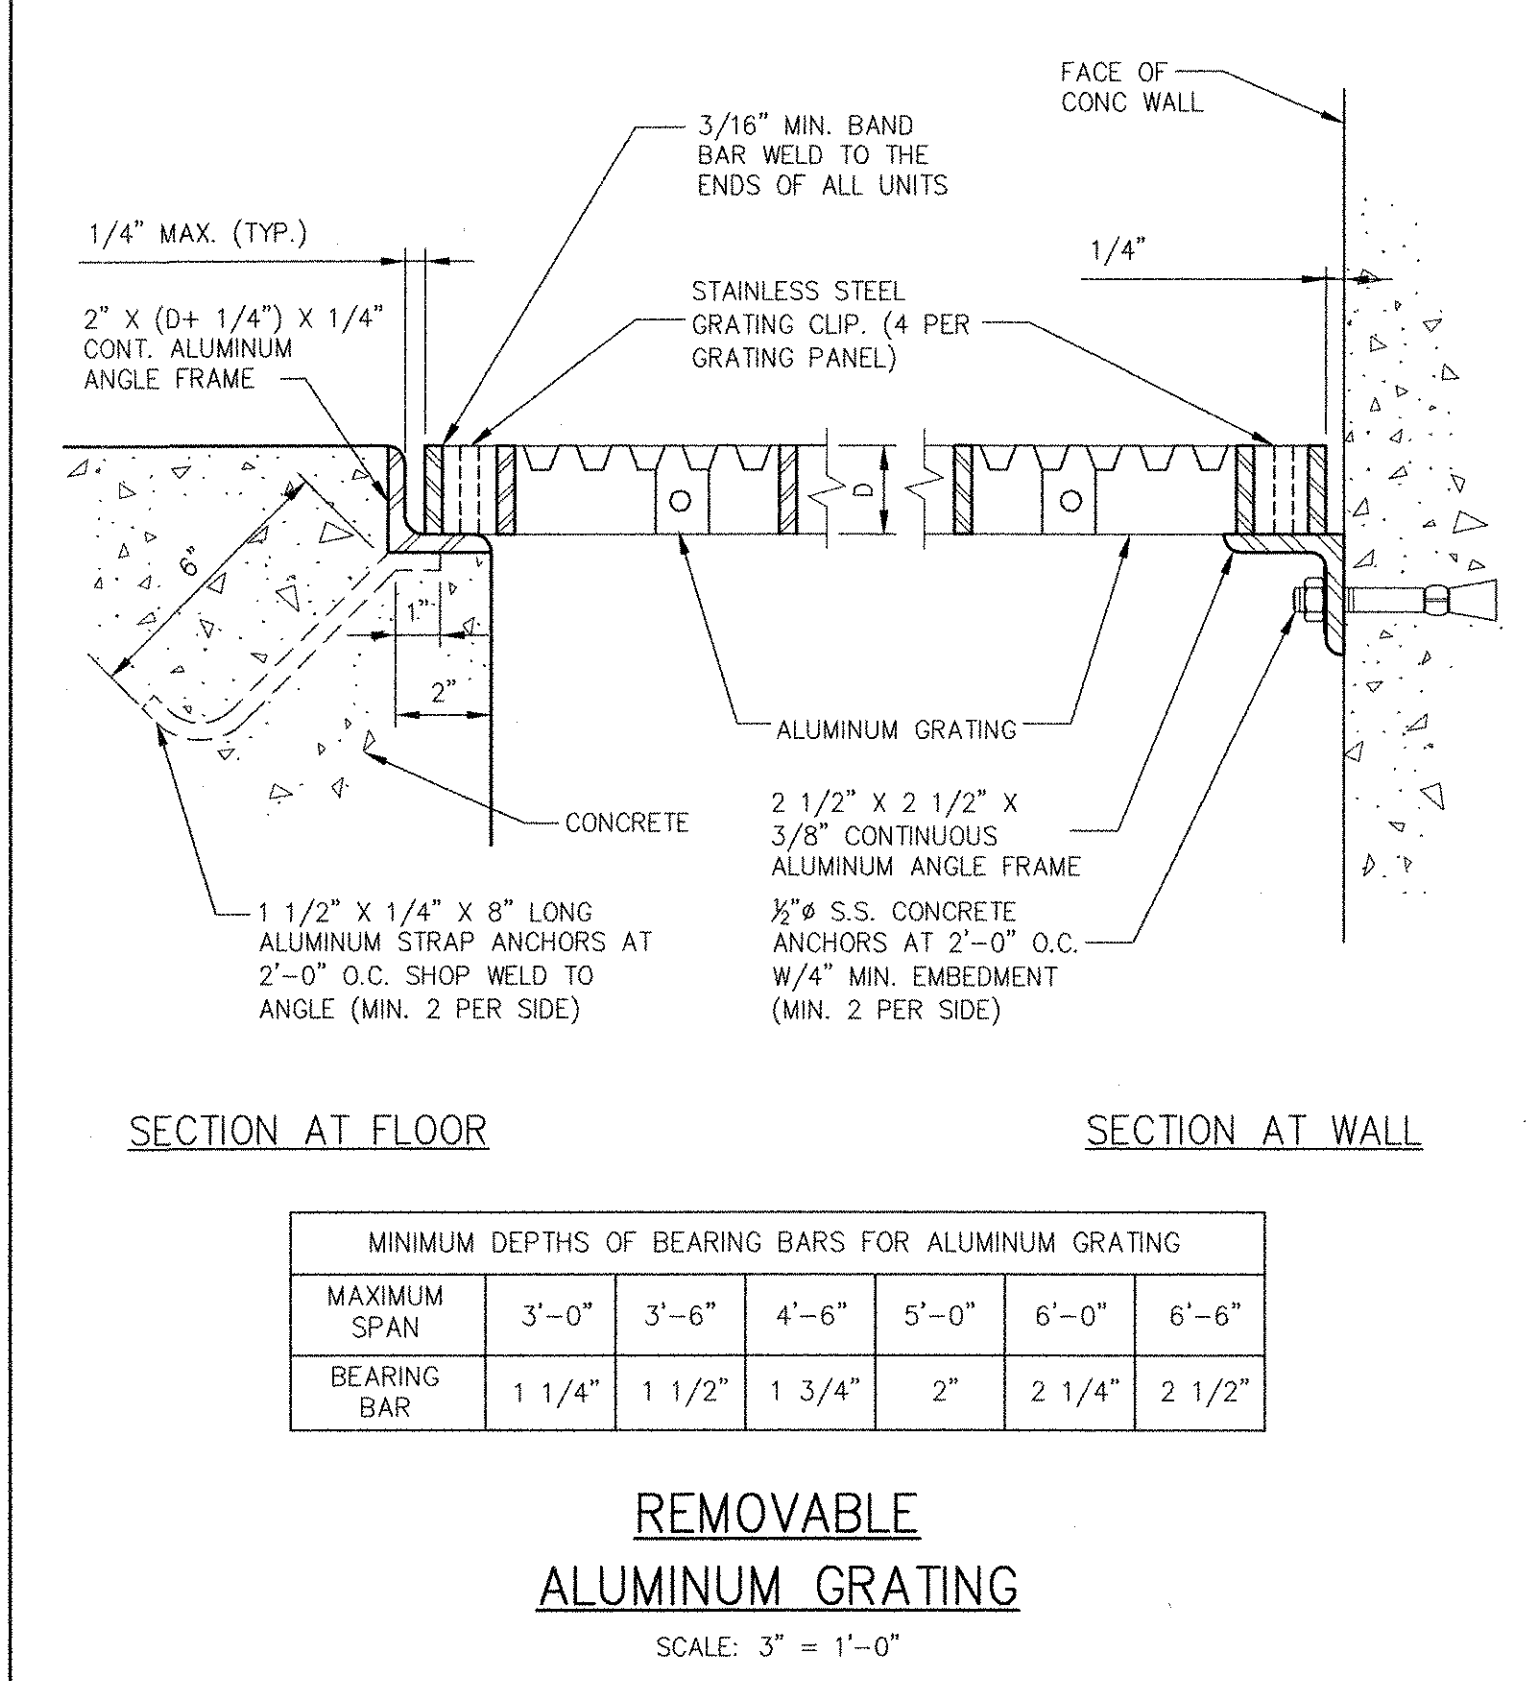 FACE OF
CONC WALL
3/16" MIN. BAND
BAR WELD TO THE
ENDS OF ALL UNITS
1/4" MAX. (TYP.)
1/4"
2" X (D+ 1/4") X 1/4"
CONT. ALUMINUM
ANGLE FRAME
STAINLESS STEEL
GRATING CLIP. (4 PER
GRATING PANEL)
D
6"
1"
2"
ALUMINUM GRATING
CONCRETE
2 1/2" X 2 1/2" X
3/8" CONTINUOUS
ALUMINUM ANGLE FRAME
1 1/2" X 1/4" X 8" LONG
ALUMINUM STRAP ANCHORS AT
2'-0" O.C. SHOP WELD TO
ANGLE (MIN. 2 PER SIDE)
½"ø S.S. CONCRETE
ANCHORS AT 2'-0" O.C.
W/4" MIN. EMBEDMENT
(MIN. 2 PER SIDE)
SECTION AT FLOOR
SECTION AT WALL
MINIMUM DEPTHS OF BEARING BARS FOR ALUMINUM GRATING
MAXIMUM
SPAN
3'-0" 3'-6" 4'-6" 5'-0" 6'-0" 6'-6"
BEARING
BAR
1 1/4" 1 1/2" 1 3/4" 2" 2 1/4" 2 1/2"
REMOVABLE
ALUMINUM GRATING
SCALE: 3" = 1'-0"